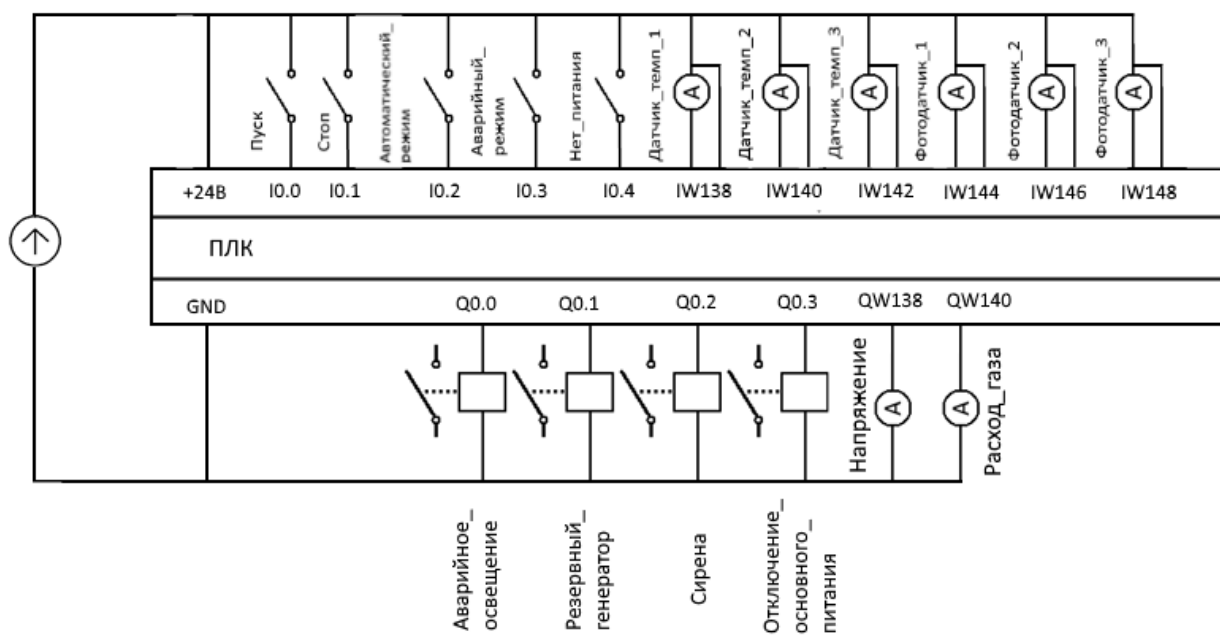 Пуск
Стоп
Автоматический_
режим
Аварийный_
режим
Нет_питания
Датчик_темп_1
Датчик_темп_2
Датчик_темп_3
Фотодатчик_1
Фотодатчик_2
Фотодатчик_3
A A A A A A
+24В I0.0 I0.1 I0.2 I0.3 I0.4 IW138 IW140 IW142 IW144 IW146 IW148
ПЛК
GND Q0.0 Q0.1 Q0.2 Q0.3 QW138 QW140
Напряжение
A
A
Расход_газа
Аварийное_
освещение
Резервный_
генератор
Сирена
Отключение_
основного_
питания